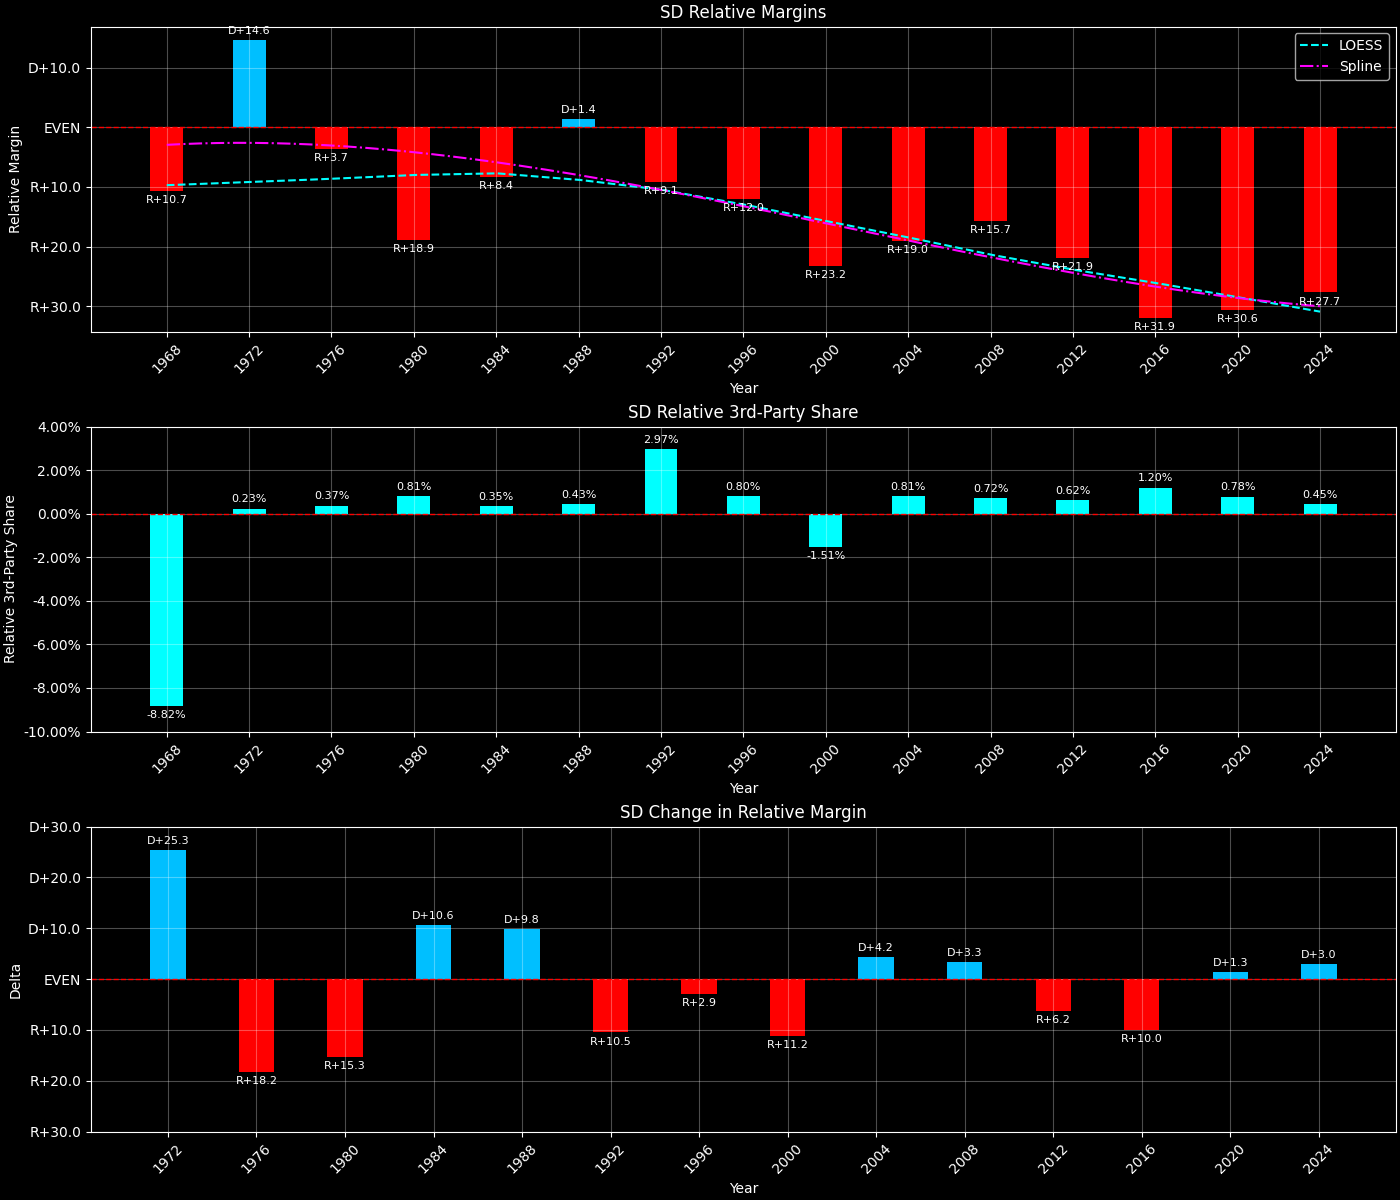 SD Relative Margins
D+10.0
EVEN
R+10.0
R+20.0
R+30.0
Relative Margin
LOESS
Spline
R+10.7
D+14.6
R+3.7
R+18.9
R+8.4
D+1.4
R+9.1
R+12.0
R+23.2
R+19.0
R+15.7
R+21.9
R+31.9
R+30.6
R+27.7
1968
1972
1976
1980
1984
1988
1992
1996
2000
2004
2008
2012
2016
2020
2024
Year
SD Relative 3rd-Party Share
4.00%
2.00%
0.00%
-2.00%
-4.00%
-6.00%
-8.00%
-10.00%
Relative 3rd-Party Share
-8.82%
0.23%
0.37%
0.81%
0.35%
0.43%
2.97%
0.80%
-1.51%
0.81%
0.72%
0.62%
1.20%
0.78%
0.45%
1968
1972
1976
1980
1984
1988
1992
1996
2000
2004
2008
2012
2016
2020
2024
Year
SD Change in Relative Margin
D+30.0
D+20.0
D+10.0
EVEN
R+10.0
R+20.0
R+30.0
Delta
D+25.3
R+18.2
R+15.3
D+10.6
D+9.8
R+10.5
R+2.9
R+11.2
D+4.2
D+3.3
R+6.2
R+10.0
D+1.3
D+3.0
1972
1976
1980
1984
1988
1992
1996
2000
2004
2008
2012
2016
2020
2024
Year